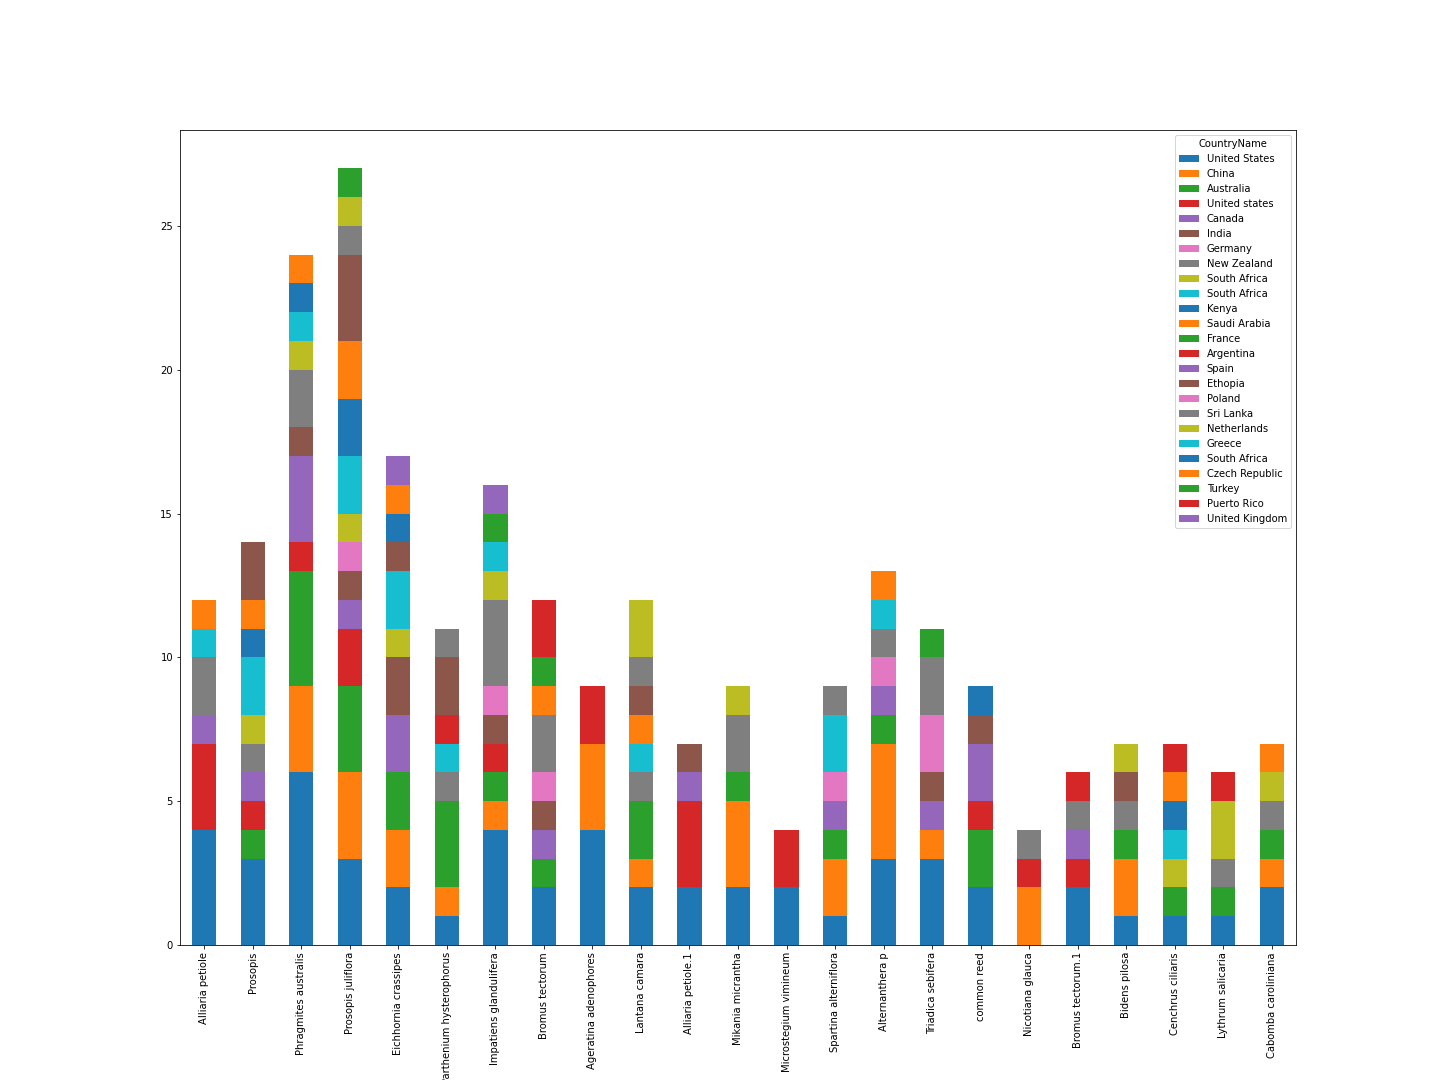 CountryName
United States
China
Australia
United states
Canada
India
Germany
New Zealand
South Africa
South Africa
Kenya
Saudi Arabia
France
Argentina
Spain
Ethopia
Poland
Sri Lanka
Netherlands
Greece
South Africa
Czech Republic
Turkey
Puerto Rico
United Kingdom
25
20
15
10
5
0
Alliaria petiole
Prosopis
Phragmites australis
Prosopis juliflora
Eichhornia crassipes
arthenium hysterophorus
Impatiens glandulifera
Bromus tectorum
Ageratina adenophores
Lantana camara
Alliaria petiole.1
Mikania micrantha
Microstegium vimineum
Spartina alterniflora
Alternanthera p
Triadica sebifera
common reed
Nicotiana glauca
Bromus tectorum.1
Bidens pilosa
Cenchrus ciliaris
Lythrum salicaria
Cabomba caroliniana